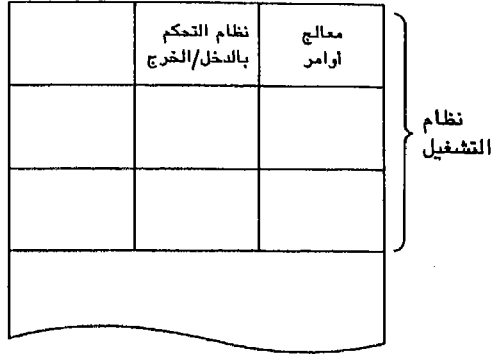 معالج
أوامر
نظام التحكم
بالدخل/الخرج
نظام
التشغيل